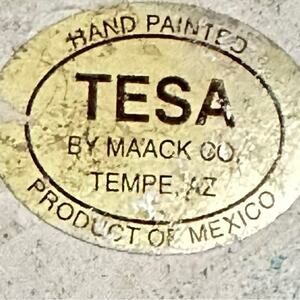 HAND PAINTED
TESA
BY MAACK CO.
TEMPE, AZ
PRODUCT OF MEXICO